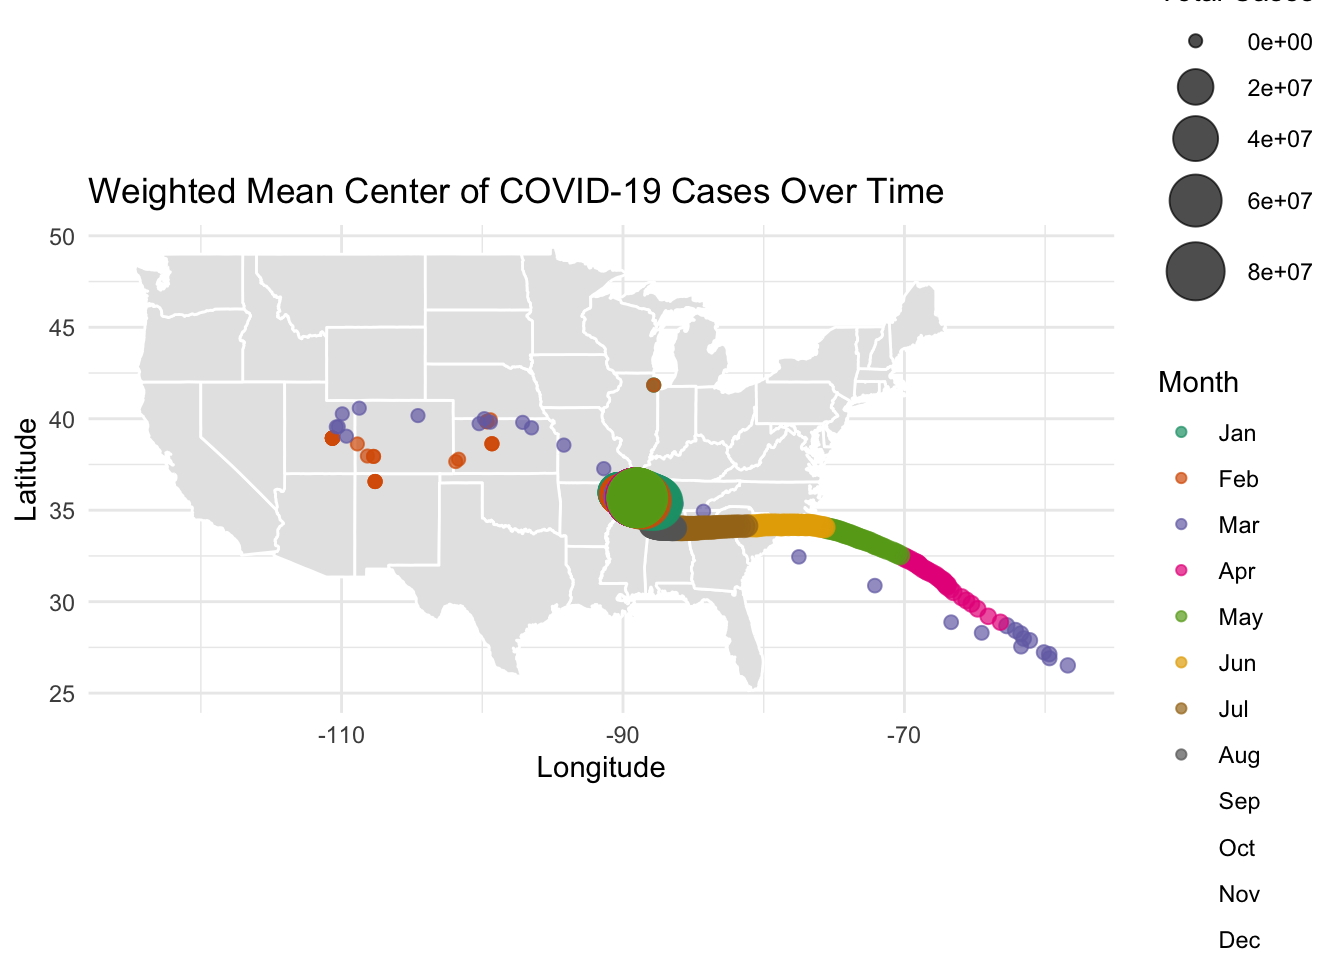 Weighted Mean Center of COVID-19 Cases Over Time
50
45
40
35
30
25
Latitude
-110
-90
-70
Longitude
0e+00
2e+07
4e+07
6e+07
8e+07
Month
Jan
Feb
Mar
Apr
May
Jun
Jul
Aug
Sep
Oct
Nov
Dec